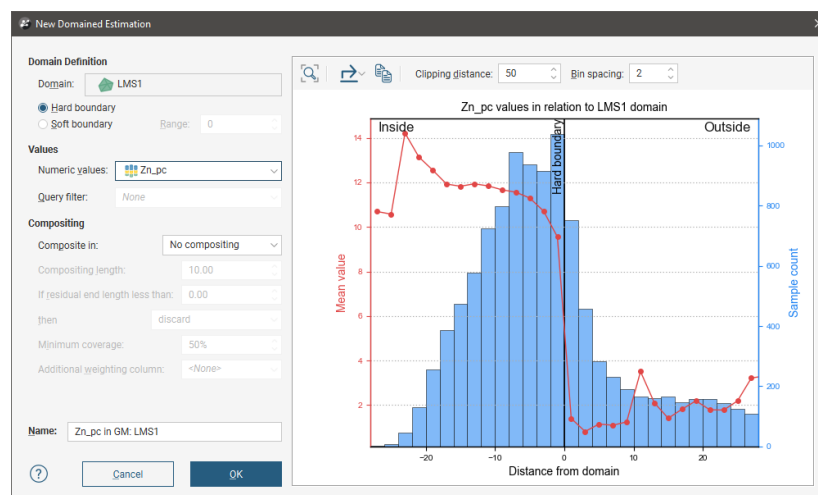 New Domained Estimation
Domain Definition
Domain: LMS1
Hard boundary
Soft boundary Range: 0
Values
Numeric values: Zn_pc
Query filter: None
Compositing
Composite in: No compositing
Compositing length: 10.00
If residual end length less than: 0.00
then discard
Minimum coverage: 50%
Additional weighting column: <None>
Name: Zn_pc in GM: LMS1
? Cancel OK
Clipping distance: 50 Bin spacing: 2
Zn_pc values in relation to LMS1 domain
Inside Outside
Hard boundary
Mean value
14
12
10
8
6
4
2
Sample count
1000
800
600
400
200
0
−20 −10 0 10 20
Distance from domain